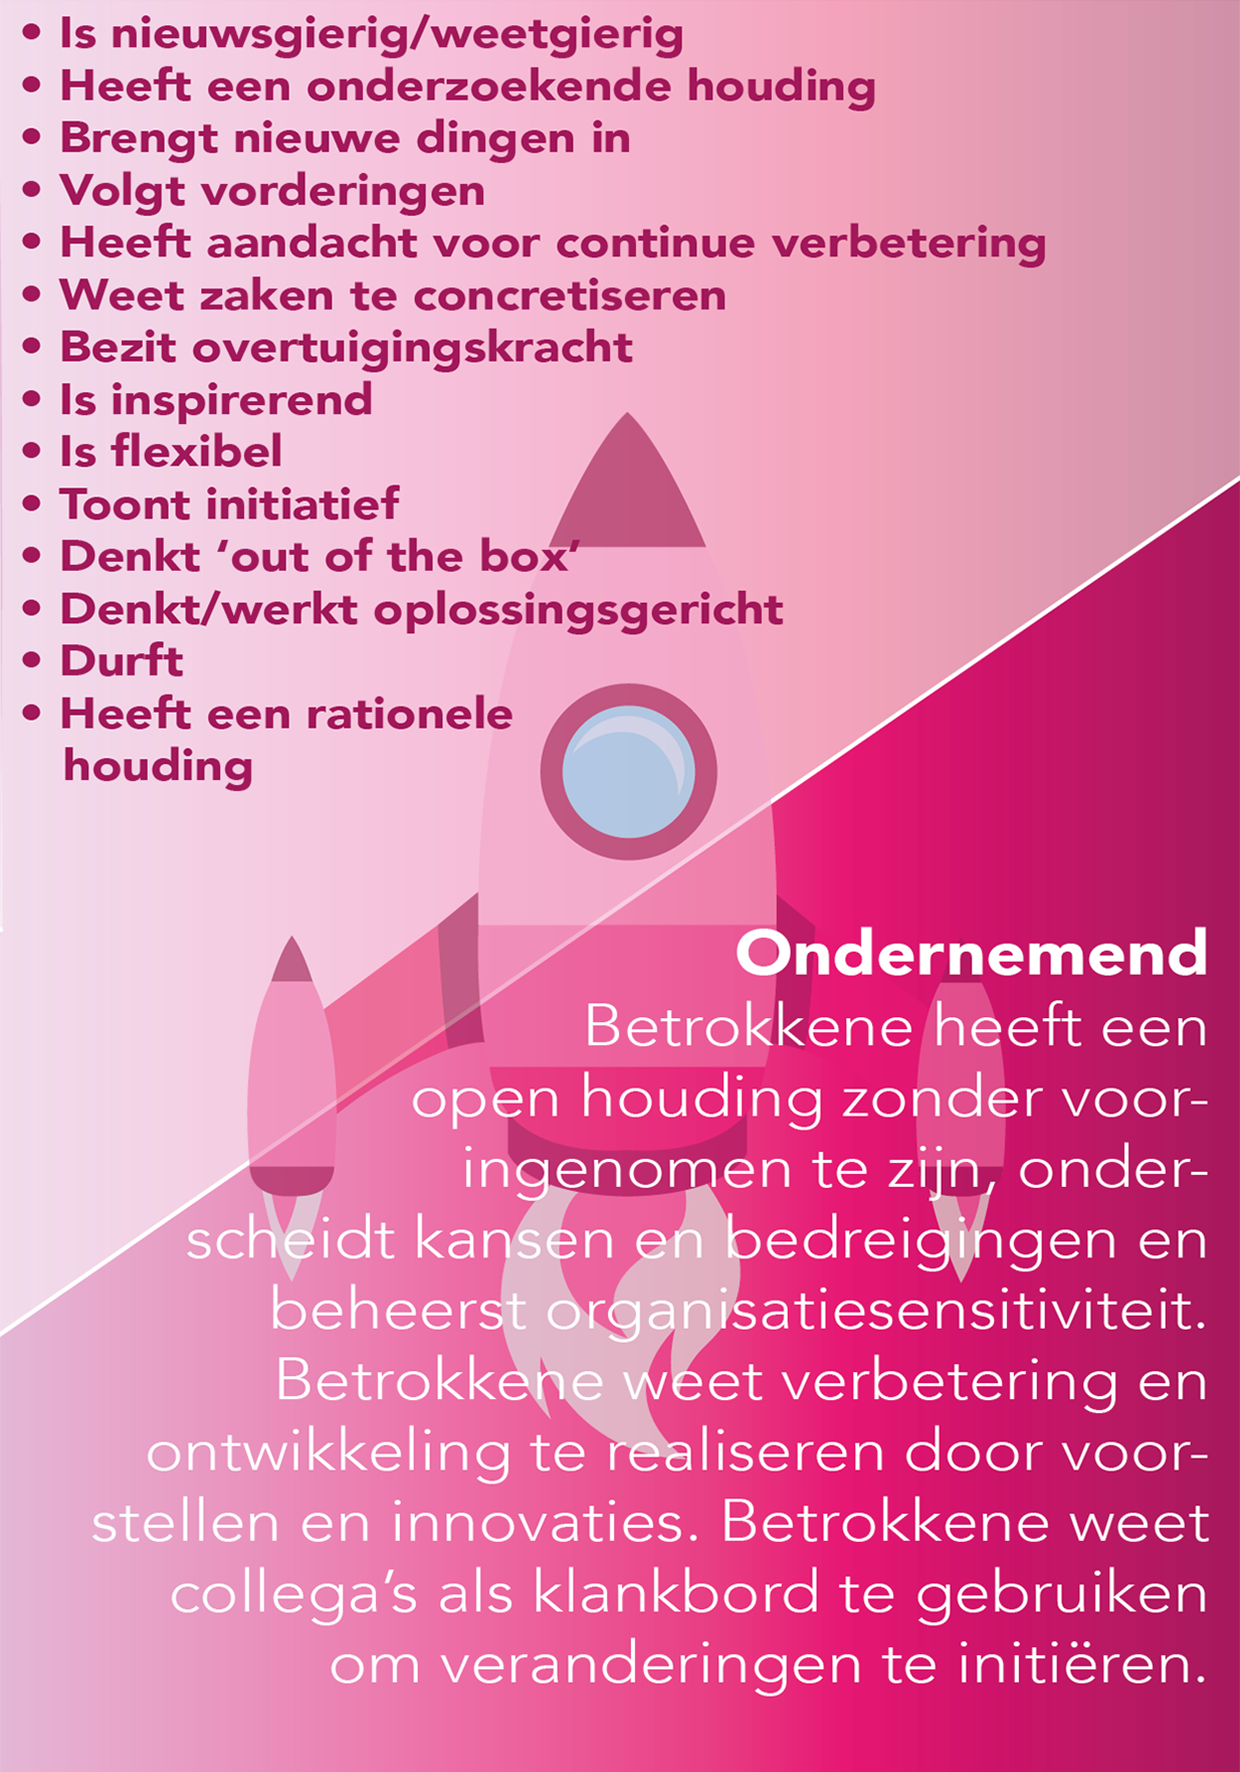 • Is nieuwsgierig/weetgierig
• Heeft een onderzoekende houding
• Brengt nieuwe dingen in
• Volgt vorderingen
• Heeft aandacht voor continue verbetering
• Weet zaken te concretiseren
• Bezit overtuigingskracht
• Is inspirerend
• Is flexibel
• Toont initiatief
• Denkt ‘out of the box’
• Denkt/werkt oplossingsgericht
• Durft
• Heeft een rationele
houding
Ondernemend
Betrokkene heeft een
open houding zonder voor-
ingenomen te zijn, onder-
scheidt kansen en bedreigingen en
beheerst organisatiesensitiviteit.
Betrokkene weet verbetering en
ontwikkeling te realiseren door voor-
stellen en innovaties. Betrokkene weet
collega’s als klankbord te gebruiken
om veranderingen te initiëren.